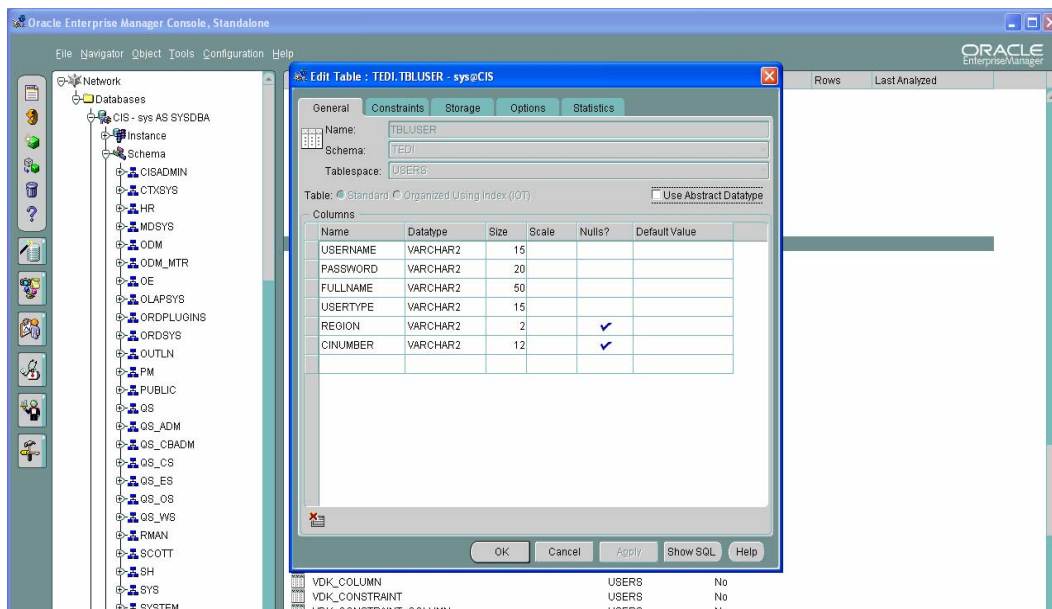 Oracle Enterprise Manager Console, Standalone
File Navigator Object Tools Configuration Help
ORACLE
EnterpriseManager
Network
Databases
CIS - sys AS SYSDBA
Instance
Schema
CISADMIN
CTXSYS
HR
MDSYS
ODM
ODM_MTR
OE
OLAPSYS
ORDPLUGINS
ORDSYS
OUTLN
PM
PUBLIC
QS
QS_ADM
QS_CBADM
QS_CS
QS_ES
QS_OS
QS_WS
RMAN
SCOTT
SH
SYS
SYSTEM
Rows Last Analyzed
Edit Table : TEDI.TBLUSER - sys@CIS
General Constraints Storage Options Statistics
Name: TBLUSER
Schema: TEDI
Tablespace: USERS
Table: Standard Organized Using Index (IOT) Use Abstract Datatype
Columns
Name Datatype Size Scale Nulls? Default Value
USERNAME VARCHAR2 15
PASSWORD VARCHAR2 20
FULLNAME VARCHAR2 50
USERTYPE VARCHAR2 15
REGION VARCHAR2 2
CINUMBER VARCHAR2 12
OK Cancel Apply Show SQL Help
VDK_COLUMN USERS No
VDK_CONSTRAINT USERS No
VDK_CONSTRAINT_COLUMN USERS No